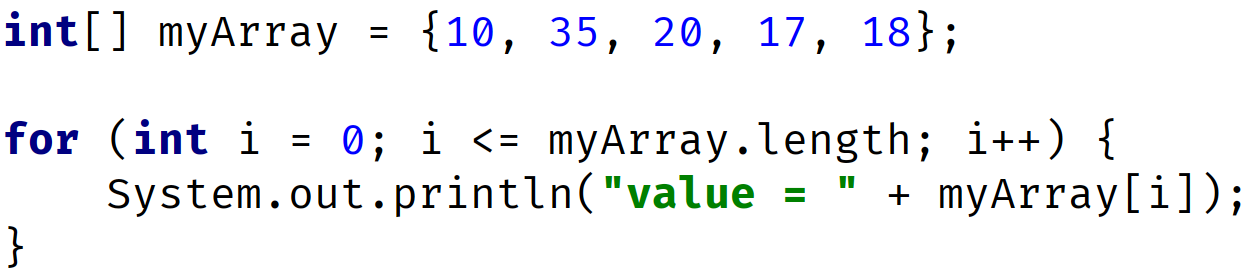 int[] myArray = {10, 35, 20, 17, 18};
for (int i = 0; i <= myArray.length; i++) {
    System.out.println("value = " + myArray[i]);
}